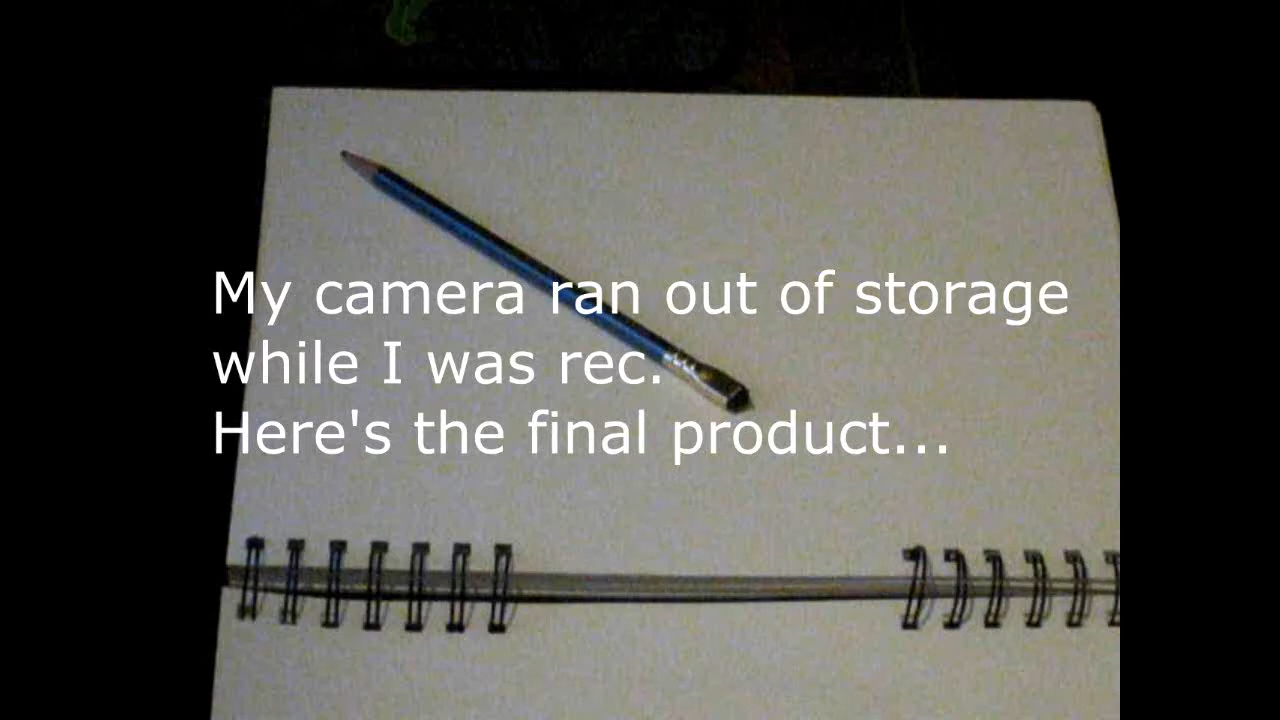 My camera ran out of storage
while I was rec.
Here's the final product...